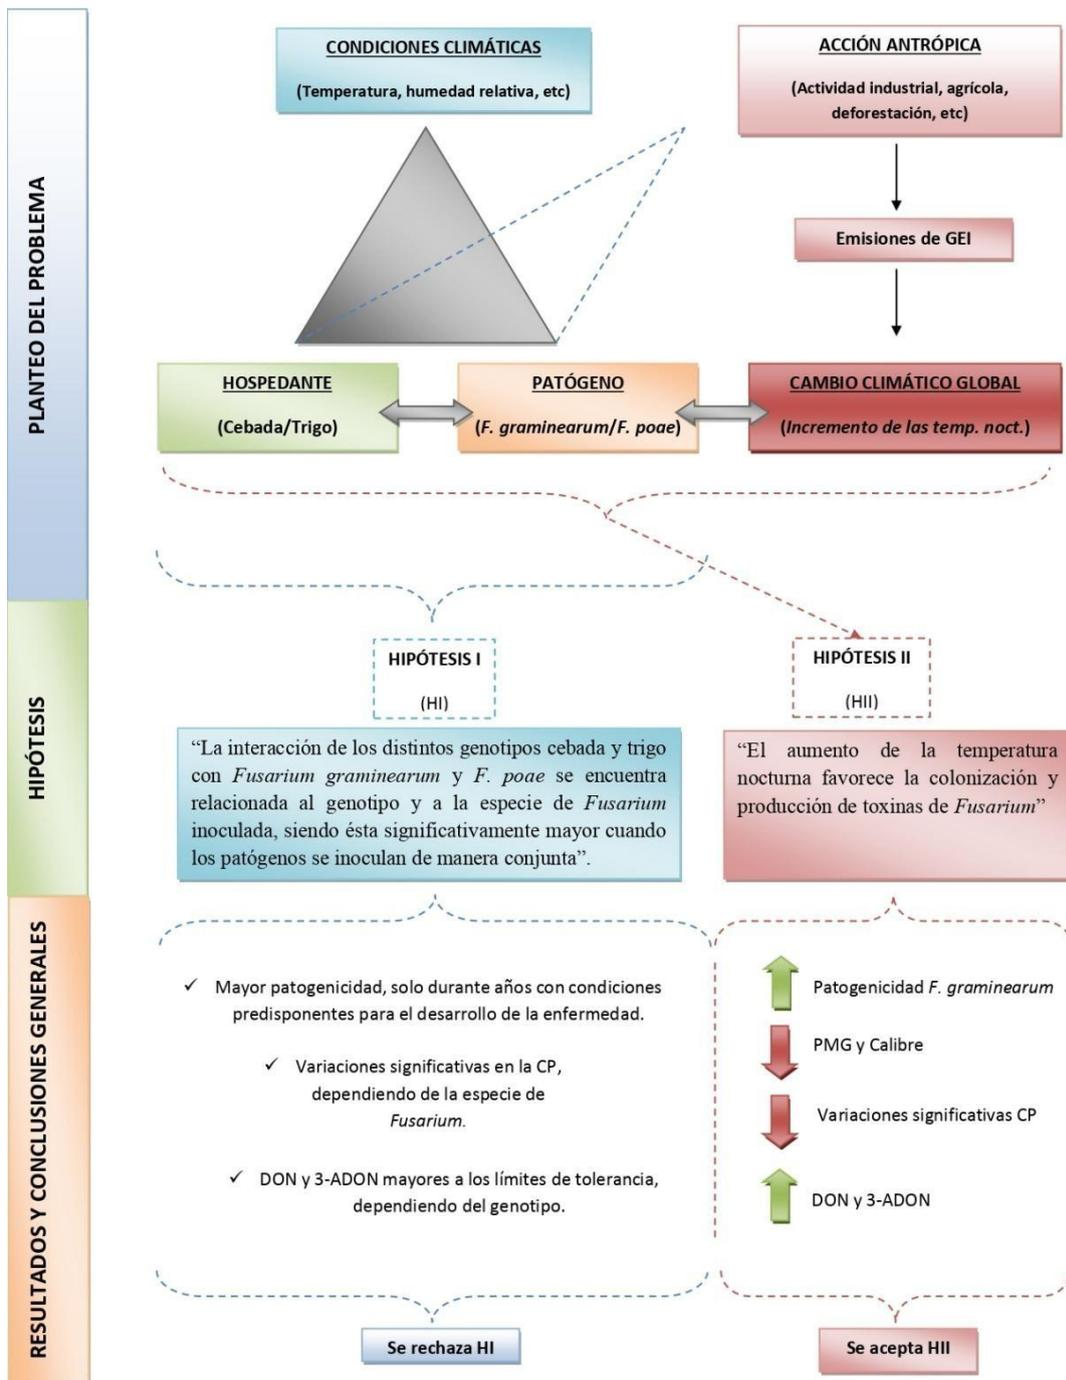 PLANTEO DEL PROBLEMA
CONDICIONES CLIMÁTICAS
(Temperatura, humedad relativa, etc)
ACCIÓN ANTRÓPICA
(Actividad industrial, agrícola,
deforestación, etc)
Emisiones de GEI
HOSPEDANTE
(Cebada/Trigo)
PATÓGENO
(F. graminearum/F. poae)
CAMBIO CLIMÁTICO GLOBAL
(Incremento de las temp. noct.)
HIPÓTESIS
HIPÓTESIS I
(HI)
“La interacción de los distintos genotipos cebada y trigo
con Fusarium graminearum y F. poae se encuentra
relacionada al genotipo y a la especie de Fusarium
inoculada, siendo ésta significativamente mayor cuando
los patógenos se inoculan de manera conjunta”.
HIPÓTESIS II
(HII)
“El aumento de la temperatura
nocturna favorece la colonización y
producción de toxinas de Fusarium”
RESULTADOS Y CONCLUSIONES GENERALES
✓ Mayor patogenicidad, solo durante años con condiciones
predisponentes para el desarrollo de la enfermedad.
✓ Variaciones significativas en la CP,
dependiendo de la especie de
Fusarium.
✓ DON y 3-ADON mayores a los límites de tolerancia,
dependiendo del genotipo.
Se rechaza HI
Patogenicidad F. graminearum
PMG y Calibre
Variaciones significativas CP
DON y 3-ADON
Se acepta HII